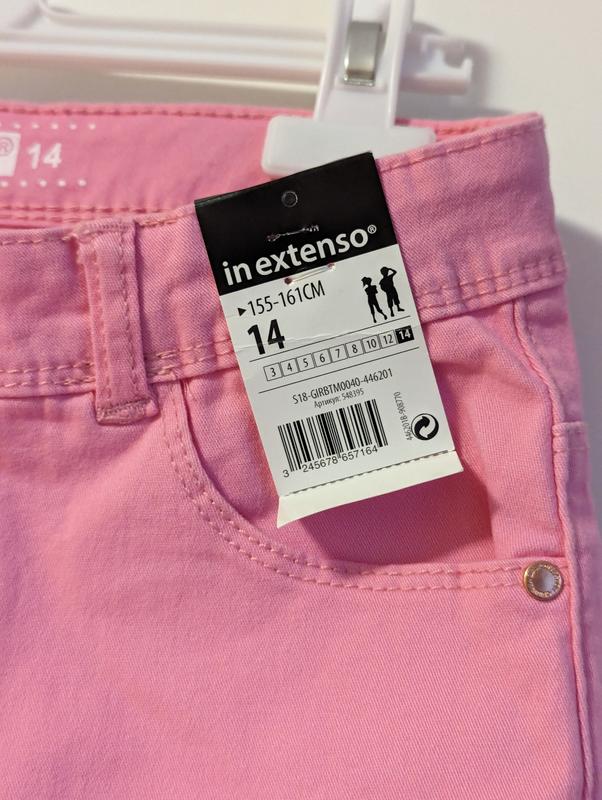 ® 14
in extenso®
▸155-161CM
14
3 4 5 6 7 8 10 12 14
S18-GIRBTM0040-446201
Артикул: 548395
3 245678 657164